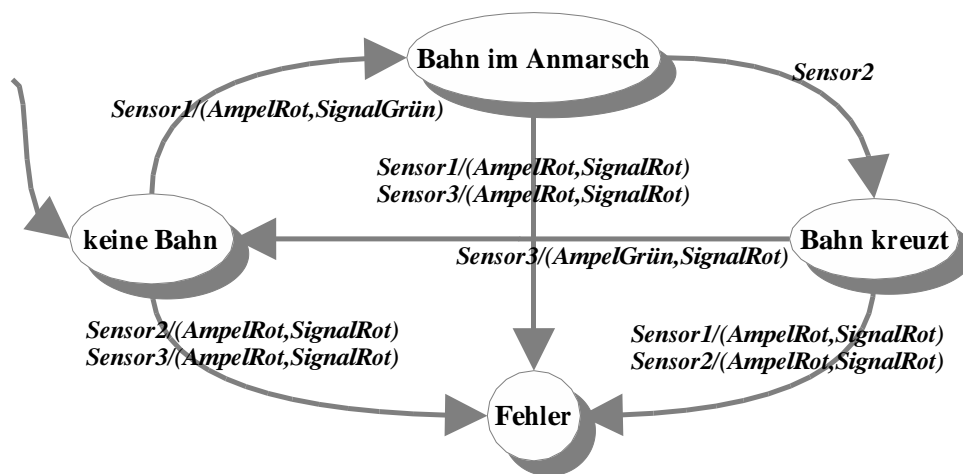 Bahn im Anmarsch
Sensor2
Sensor1/(AmpelRot,SignalGrün)
Sensor1/(AmpelRot,SignalRot)
Sensor3/(AmpelRot,SignalRot)
keine Bahn
Bahn kreuzt
Sensor3/(AmpelGrün,SignalRot)
Sensor2/(AmpelRot,SignalRot)
Sensor3/(AmpelRot,SignalRot)
Sensor1/(AmpelRot,SignalRot)
Sensor2/(AmpelRot,SignalRot)
Fehler